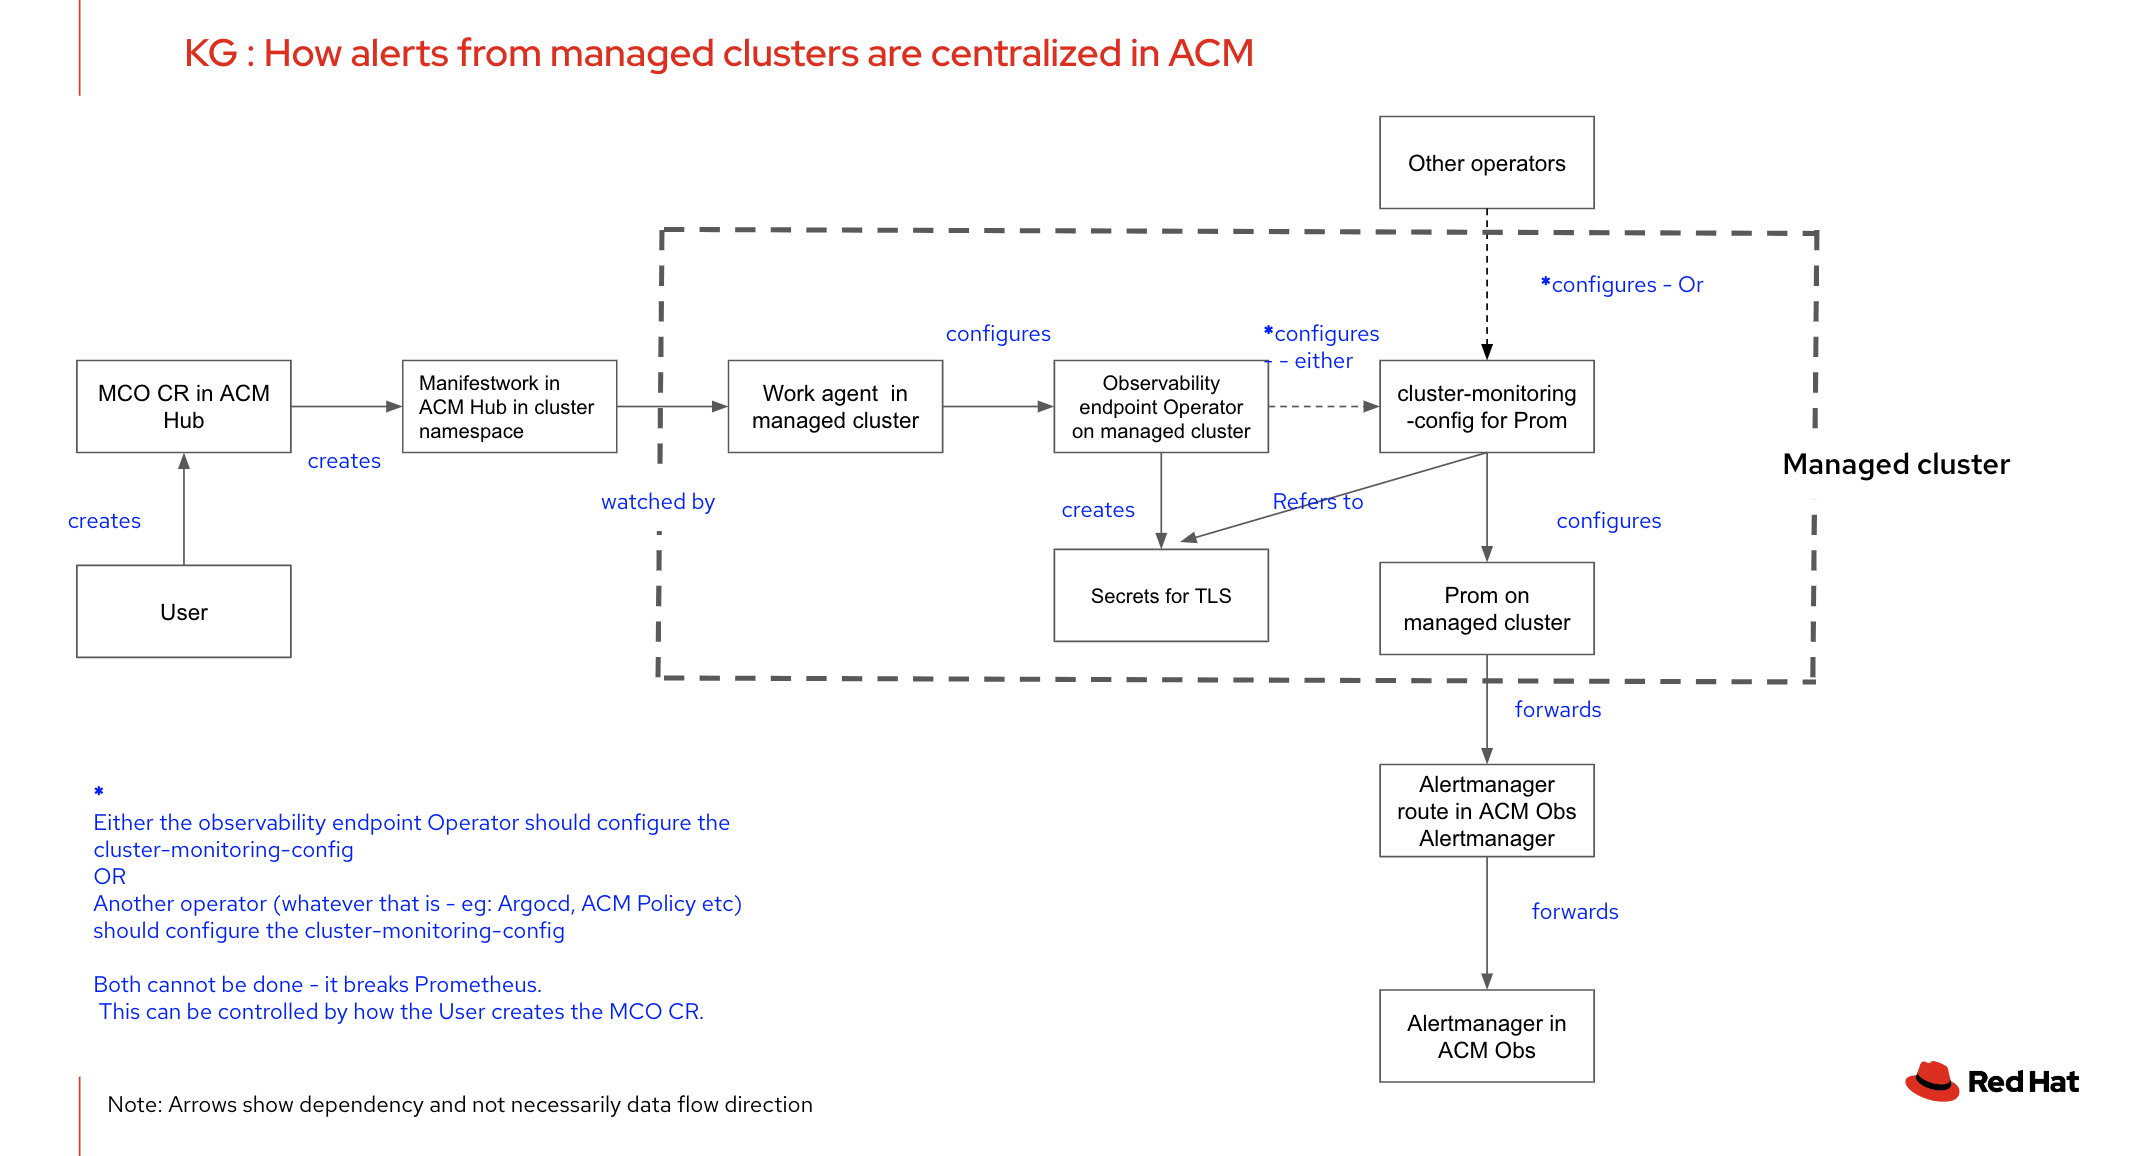 KG : How alerts from managed clusters are centralized in ACM
Other operators
*configures - Or
configures
*configures
- - either
MCO CR in ACM
Hub
Manifestwork in
ACM Hub in cluster
namespace
Work agent in
managed cluster
Observability
endpoint Operator
on managed cluster
cluster-monitoring
-config for Prom
creates
Managed cluster
creates
watched by
creates
Refers to
configures
User
Secrets for TLS
Prom on
managed cluster
forwards
Alertmanager
route in ACM Obs
Alertmanager
*
Either the observability endpoint Operator should configure the
cluster-monitoring-config
OR
Another operator (whatever that is - eg: Argocd, ACM Policy etc)
should configure the cluster-monitoring-config
Both cannot be done - it breaks Prometheus.
This can be controlled by how the User creates the MCO CR.
forwards
Alertmanager in
ACM Obs
Note: Arrows show dependency and not necessarily data flow direction
Red Hat